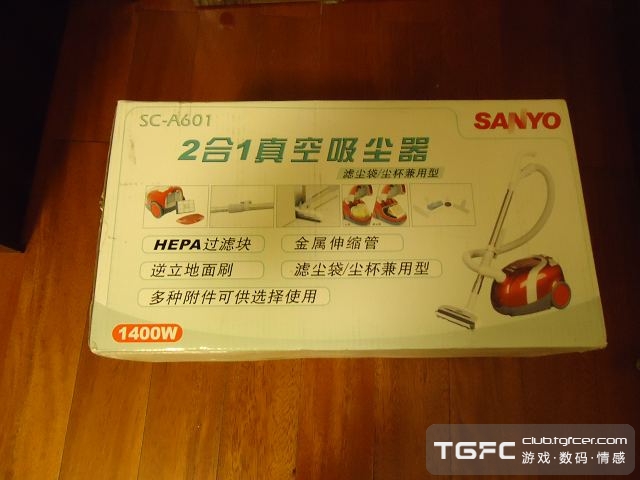 SC-A601
SANYO
2合1真空吸尘器
滤尘袋/尘杯兼用型
HEPA过滤块
金属伸缩管
逆立地面刷
滤尘袋/尘杯兼用型
多种附件可供选择使用
1400W
TGFC club.tgfcer.com
游戏·数码·情感